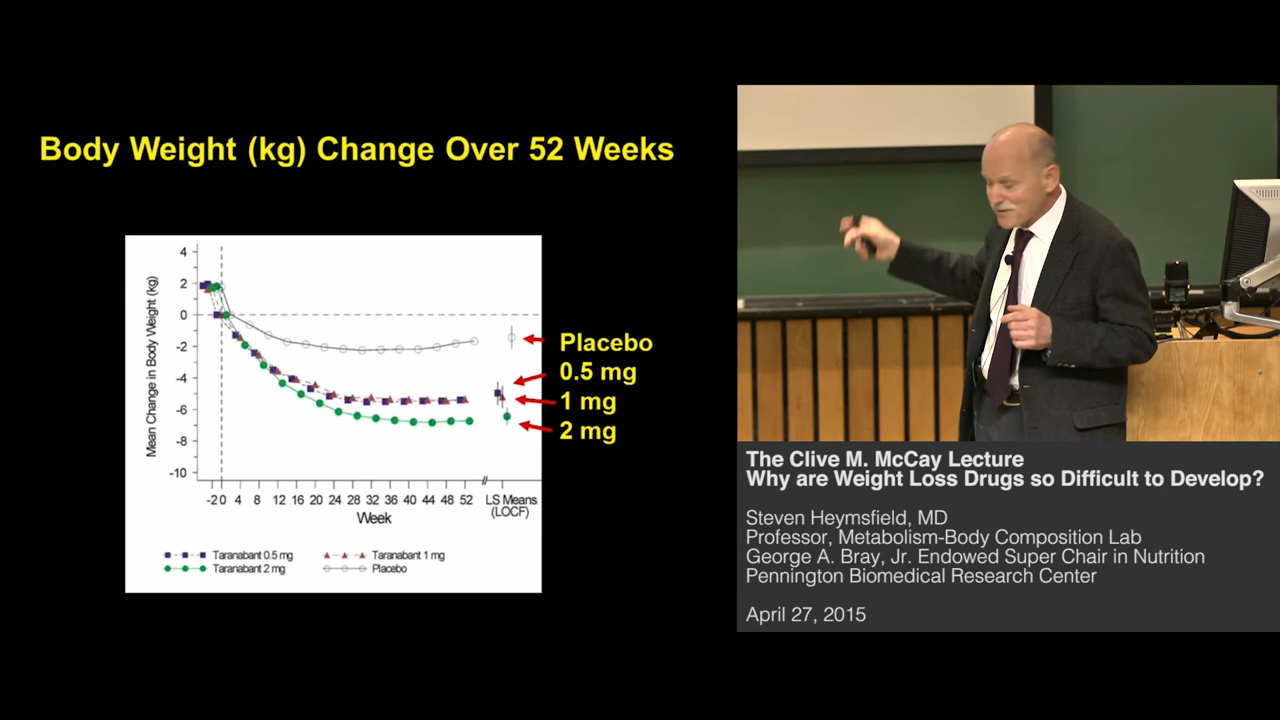 Body Weight (kg) Change Over 52 Weeks
Mean Change in Body Weight (kg)
4
2
0
-2
-4
-6
-8
-10
-2 0 4 8 12 16 20 24 28 32 36 40 44 48 52
LS Means
(LOCF)
Week
Taranabant 0.5 mg
Taranabant 1 mg
Taranabant 2 mg
Placebo
Placebo
0.5 mg
1 mg
2 mg
The Clive M. McCay Lecture
Why are Weight Loss Drugs so Difficult to Develop?
Steven Heymsfield, MD
Professor, Metabolism-Body Composition Lab
George A. Bray, Jr. Endowed Super Chair in Nutrition
Pennington Biomedical Research Center
April 27, 2015